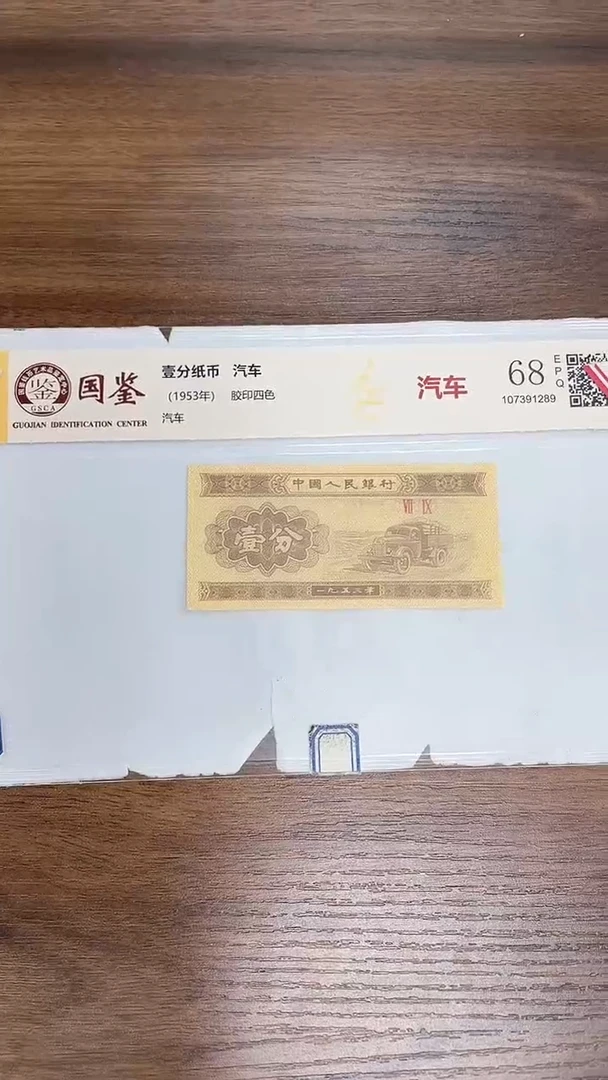 国鉴
GSCA
GUOJIAN IDENTIFICATION CENTER
壹分纸币 汽车
(1953年) 胶印四色
汽车
汽车
68
EPQ
107391289
中國人民銀行
VII IX
壹分
一九五三年